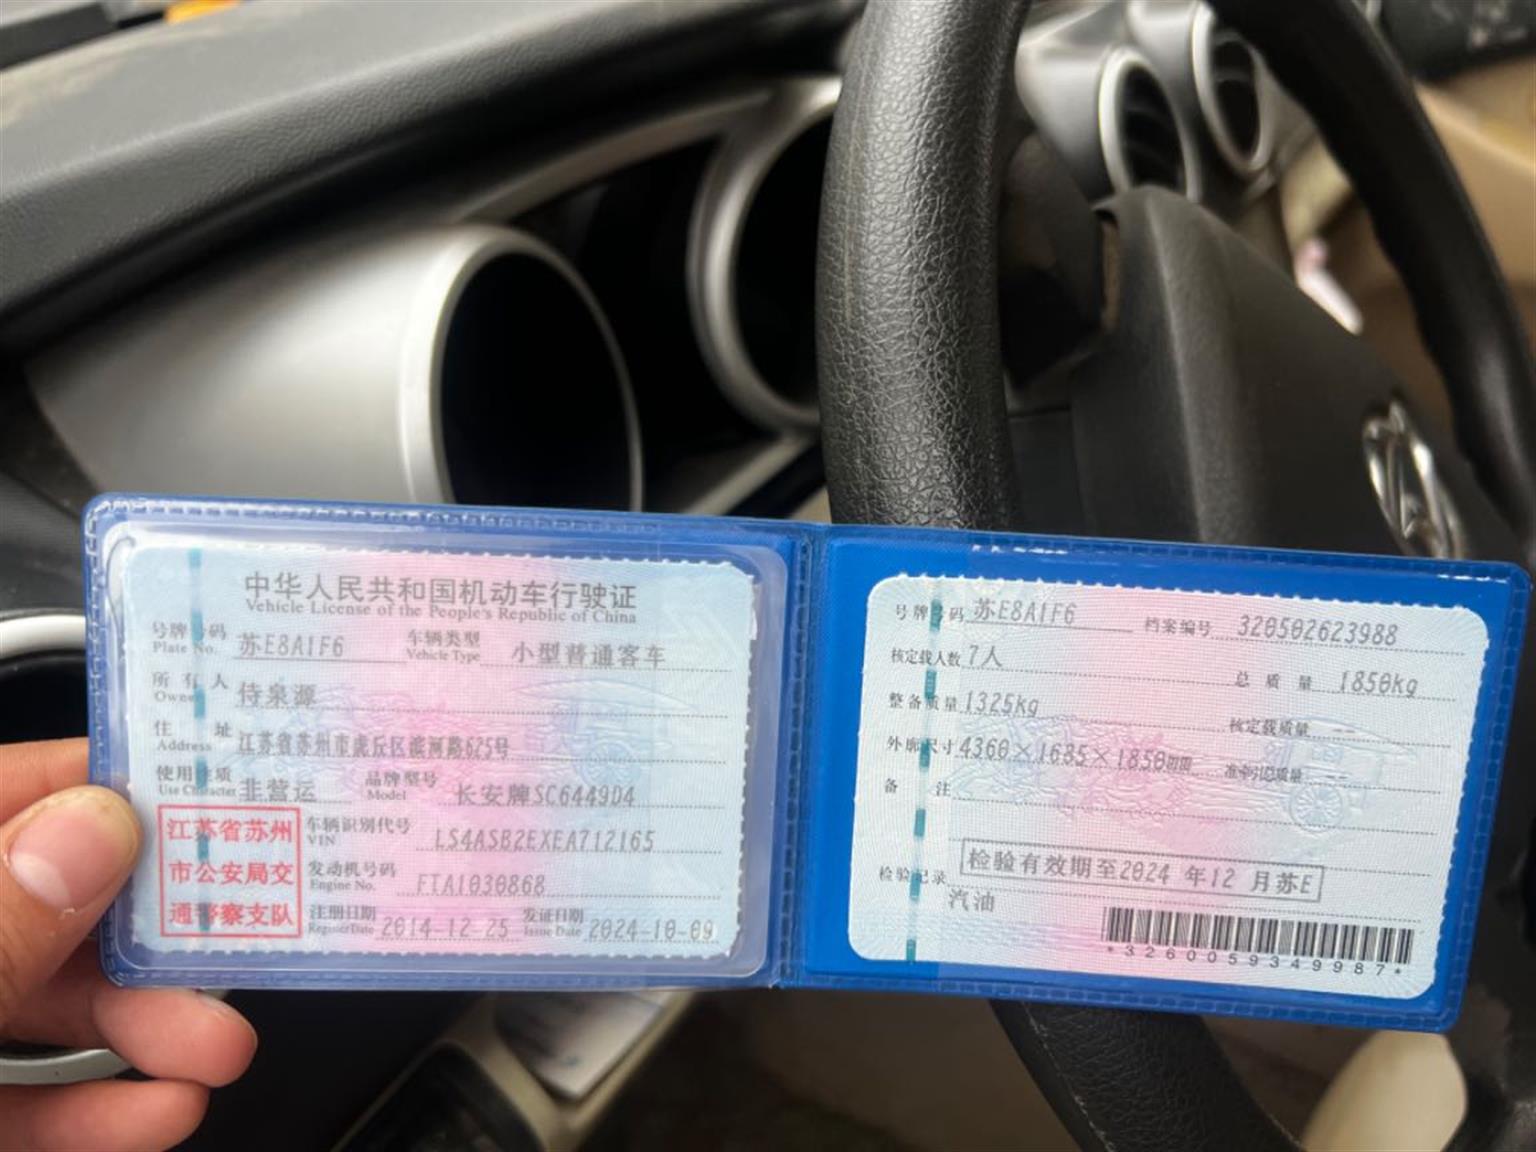 中华人民共和国机动车行驶证
Vehicle License of the People's Republic of China
号牌号码 苏E8A1F6 车辆类型 小型普通客车
Plate No. Vehicle Type
所有人 侍泉源
Owner
住址 江苏省苏州市虎丘区滨河路625号
Address
使用性质 非营运 品牌型号 长安牌SC6449D4
Use Character Model
江苏省苏州
市公安局交
通警察支队
车辆识别代号 LS4ASB2EXEA712165
VIN
发动机号码 FTA1030868
Engine No.
注册日期 2014-12-25 发证日期 2024-10-09
Register Date Issue Date
号牌号码 苏E8A1F6 档案编号 320502623988
核定载人数 7人 总质量 1850kg
整备质量 1325kg 核定载质量 --
外廓尺寸 4360×1685×1850mm 准牵引总质量 --
备注
检验记录 检验有效期至2024年12月苏E
汽油
*3260059349987*